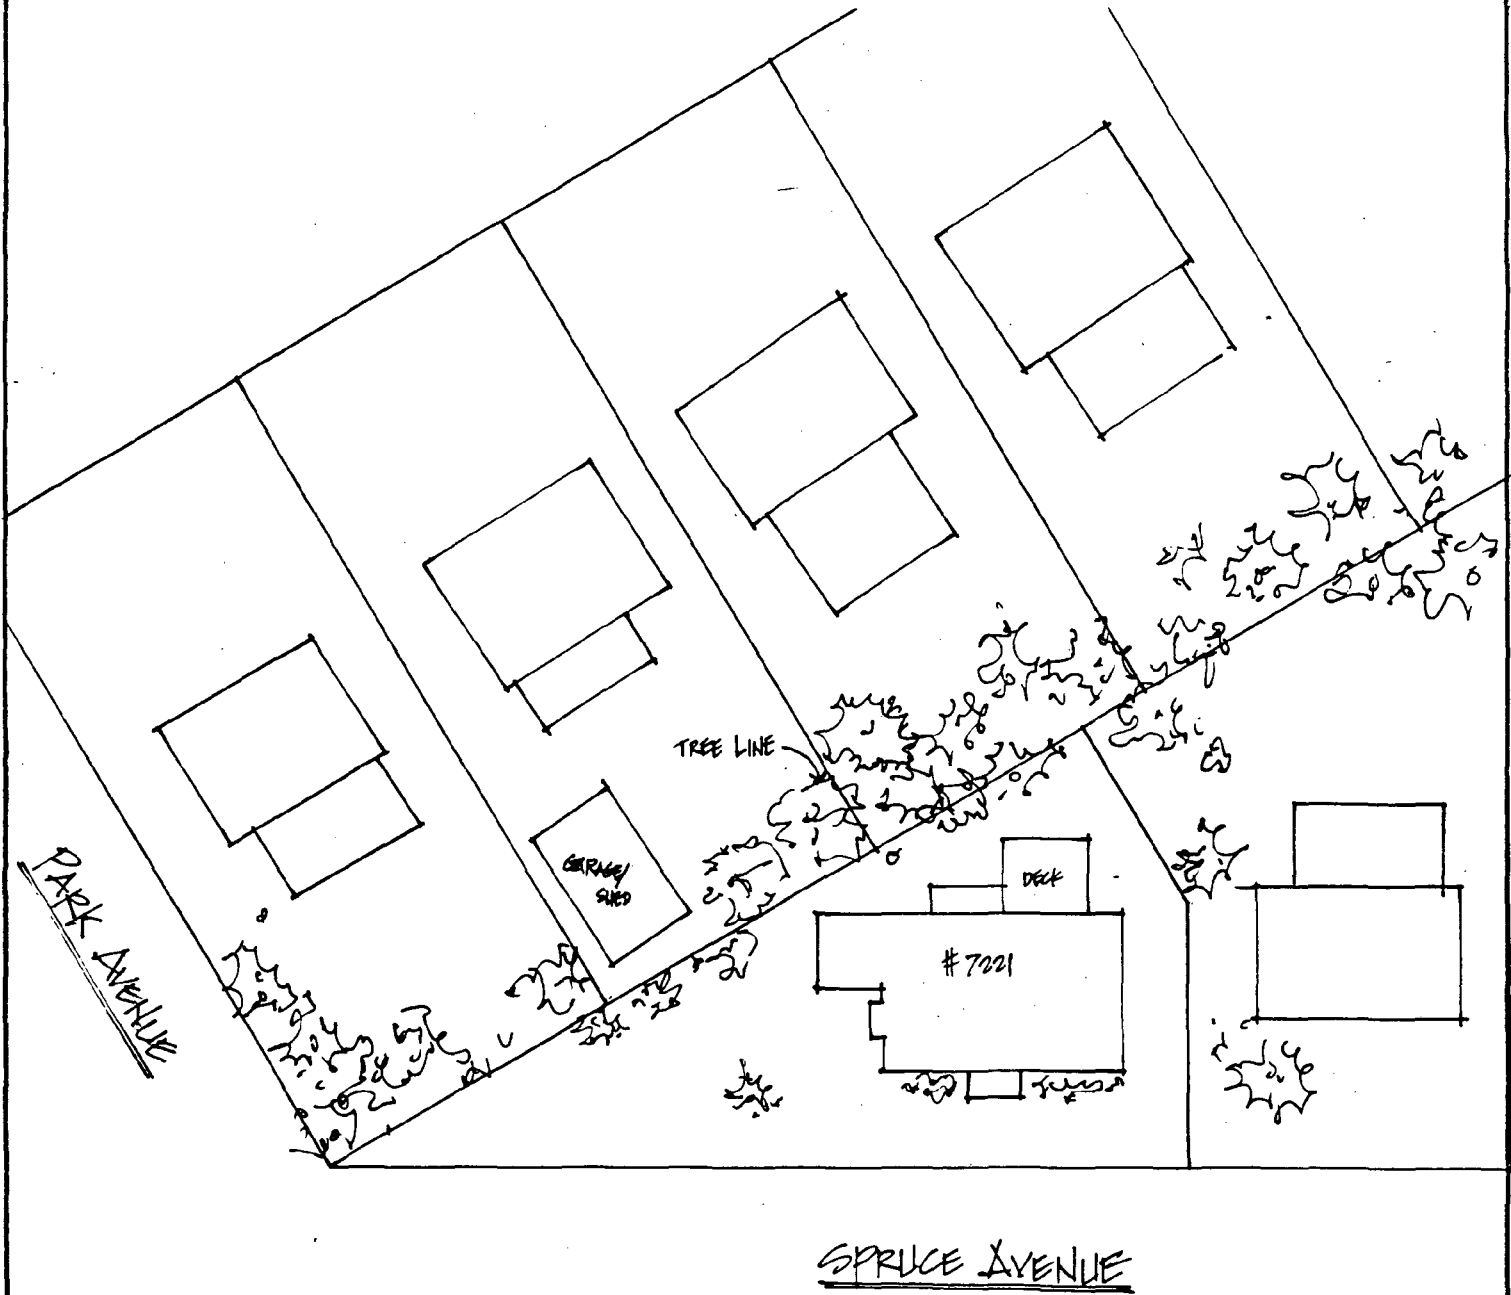 TREE LINE
GARAGE/
SHED
DECK
#7221
PARK AVENUE
SPRUCE AVENUE